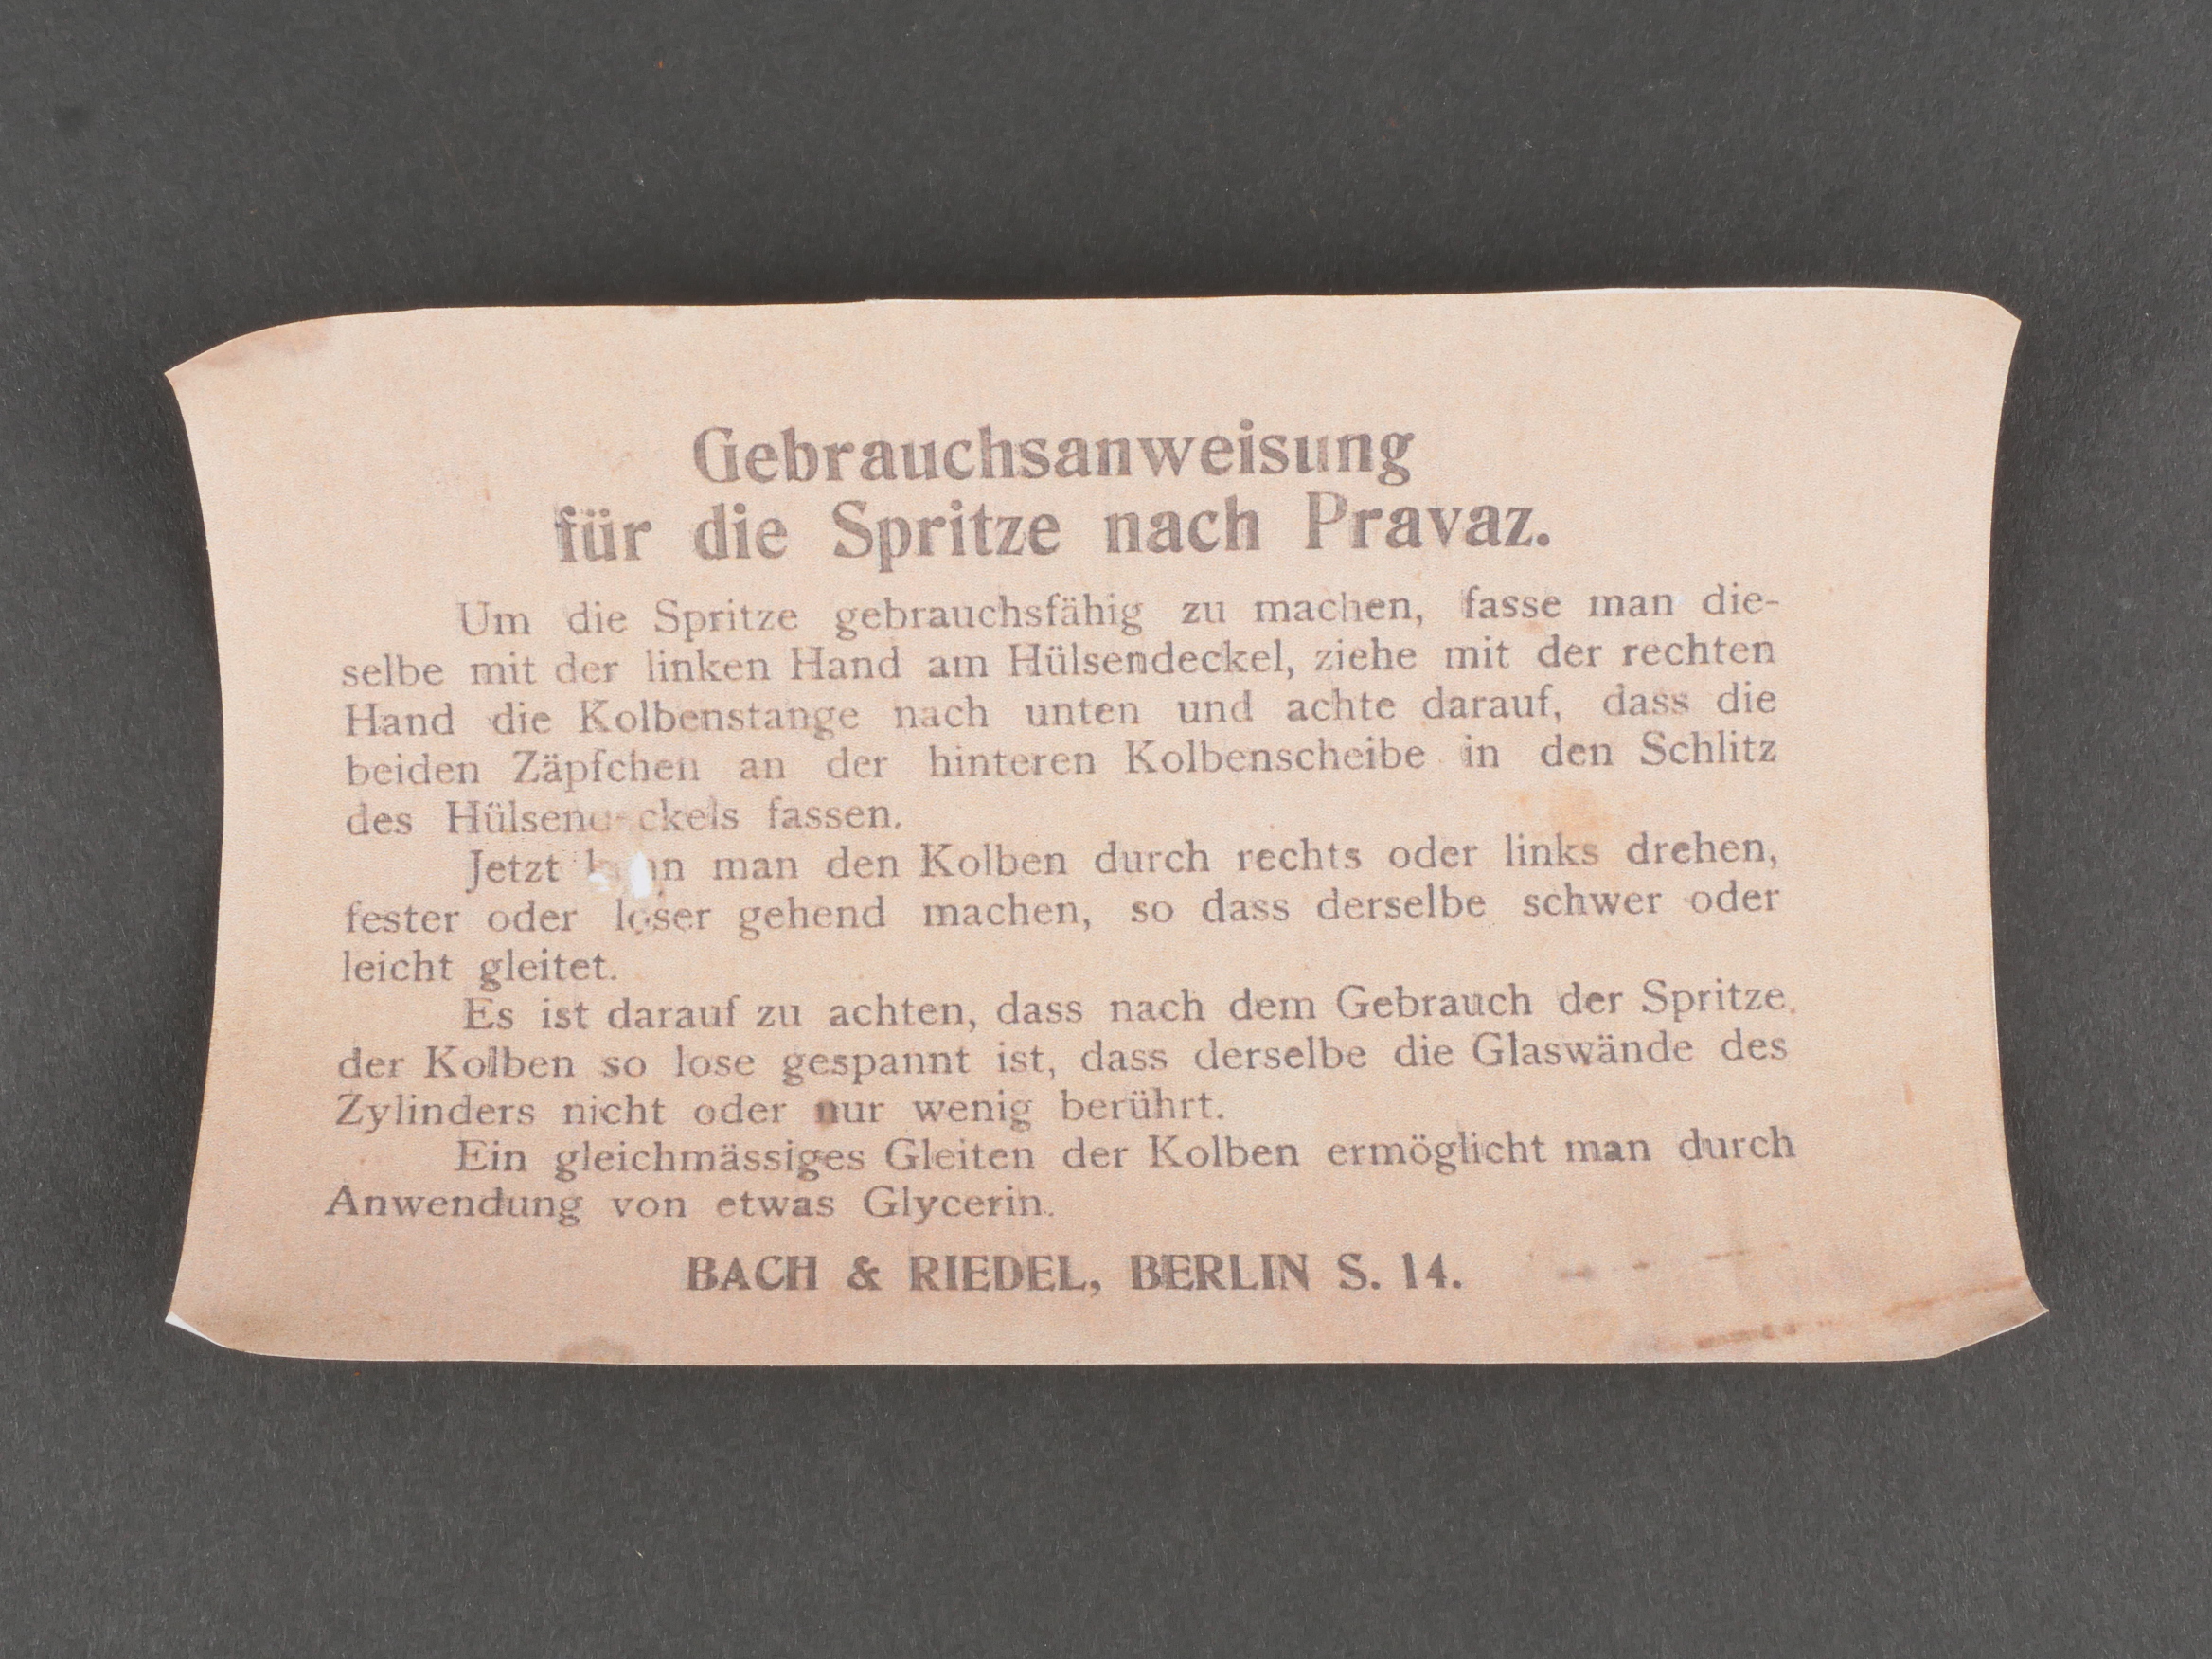 Gebrauchsanweisung
für die Spritze nach Pravaz.
Um die Spritze gebrauchsfähig zu machen, fasse man die-
selbe mit der linken Hand am Hülsendeckel, ziehe mit der rechten
Hand die Kolbenstange nach unten und achte darauf, dass die
beiden Zäpfchen an der hinteren Kolbenscheibe in den Schlitz
des Hülsendeckels fassen.
Jetzt kann man den Kolben durch rechts oder links drehen,
fester oder loser gehend machen, so dass derselbe schwer oder
leicht gleitet.
Es ist darauf zu achten, dass nach dem Gebrauch der Spritze,
der Kolben so lose gespannt ist, dass derselbe die Glaswände des
Zylinders nicht oder nur wenig berührt.
Ein gleichmässiges Gleiten der Kolben ermöglicht man durch
Anwendung von etwas Glycerin.
BACH & RIEDEL, BERLIN S. 14.